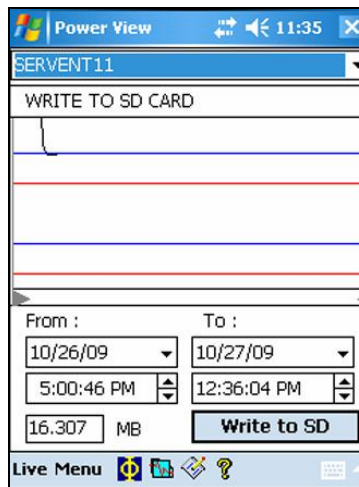 Power View 11:35
SERVENT11
WRITE TO SD CARD
From : To :
10/26/09 10/27/09
5:00:46 PM 12:36:04 PM
16.307 MB Write to SD
Live Menu Φ ?